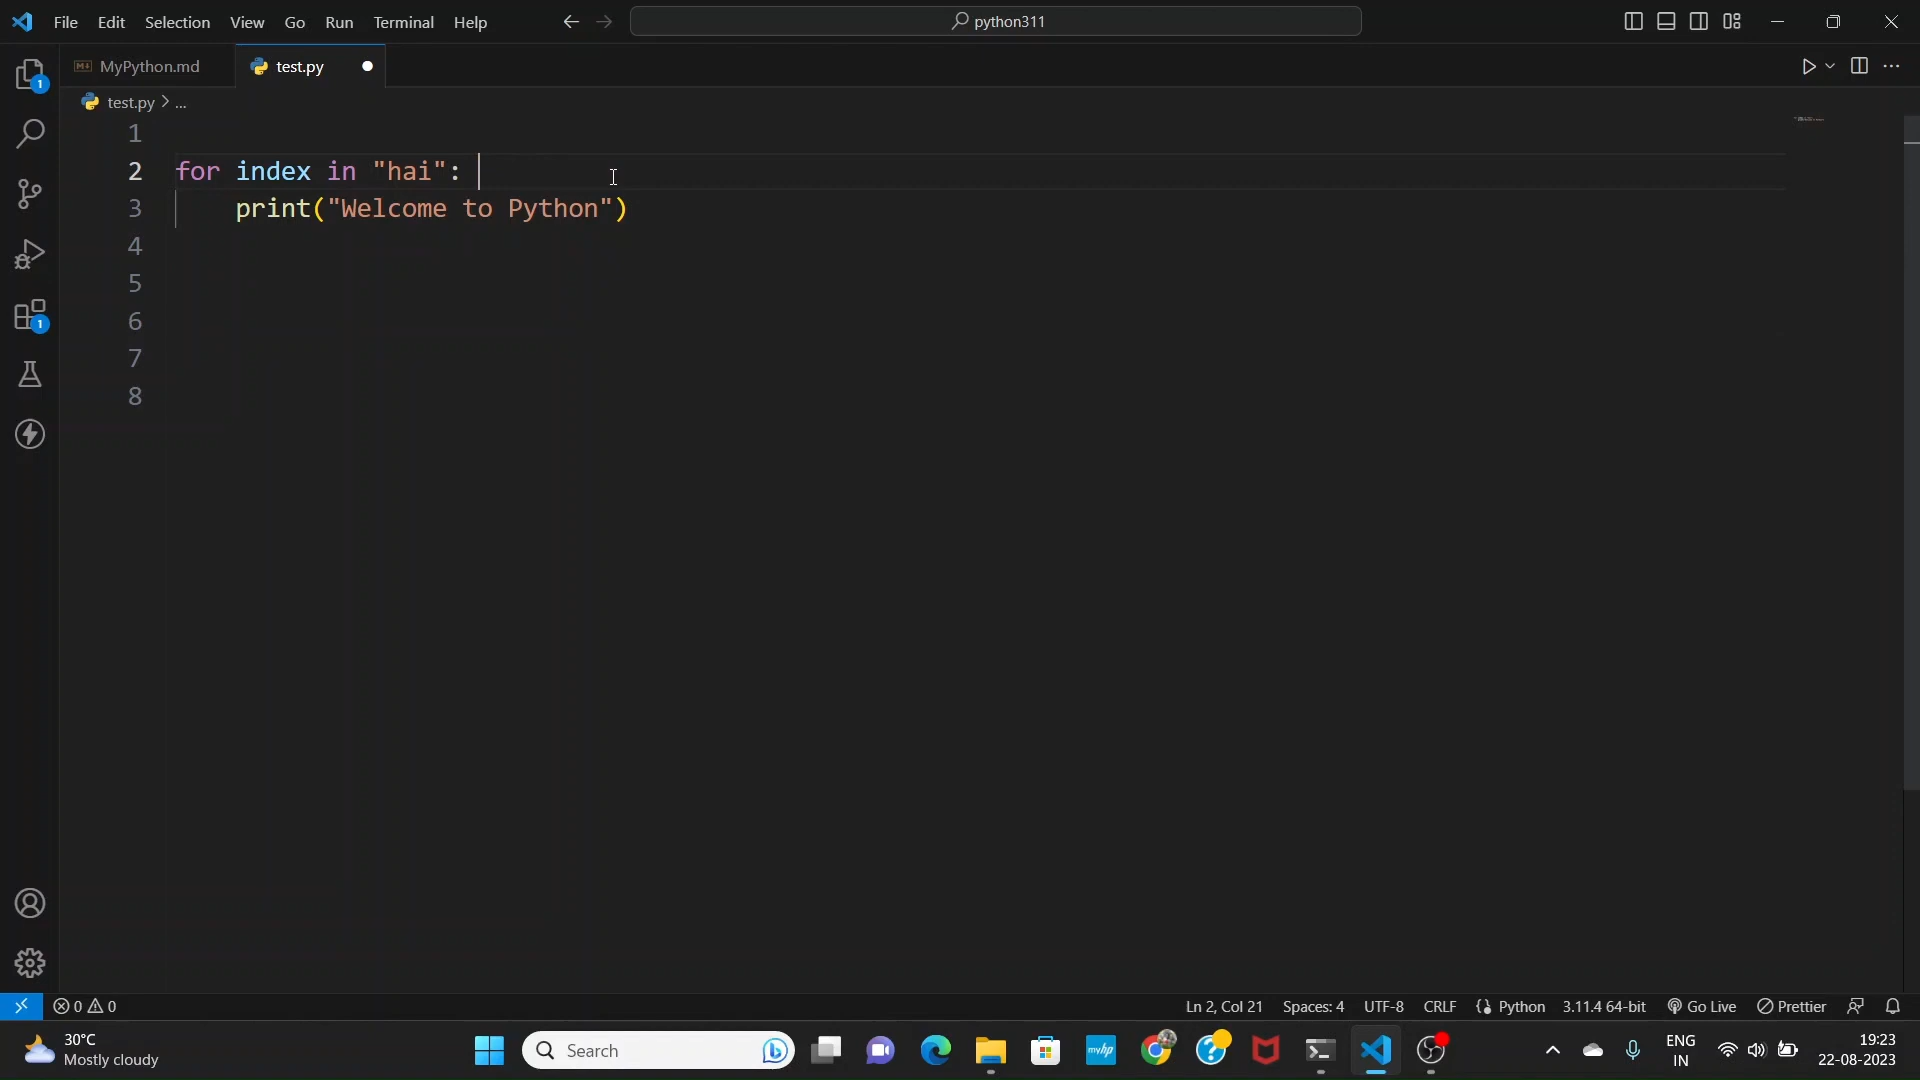 File Edit Selection View Go Run Terminal Help python311
MyPython.md test.py
test.py > ...
1
2 for index in "hai":
3 print("Welcome to Python")
4
5
6
7
8
1
1
0 0 Ln 2, Col 21 Spaces: 4 UTF-8 CRLF {} Python 3.11.4 64-bit Go Live Prettier
30°C
Mostly cloudy
Search
myhp
ENG
IN
19:23
22-08-2023